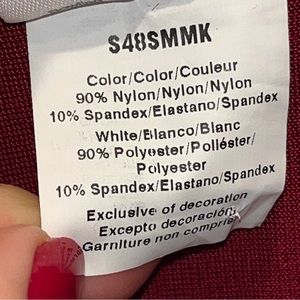 S48SMMK
Color/Color/Couleur
90% Nylon/Nylon/Nylon
10% Spandex/Elastano/Spandex
White/Blanco/Blanc
90% Polyester/Poliéster/
Polyester
10% Spandex/Elastano/Spandex
Exclusive of decoration
Excepto decoración
Garniture non comprise